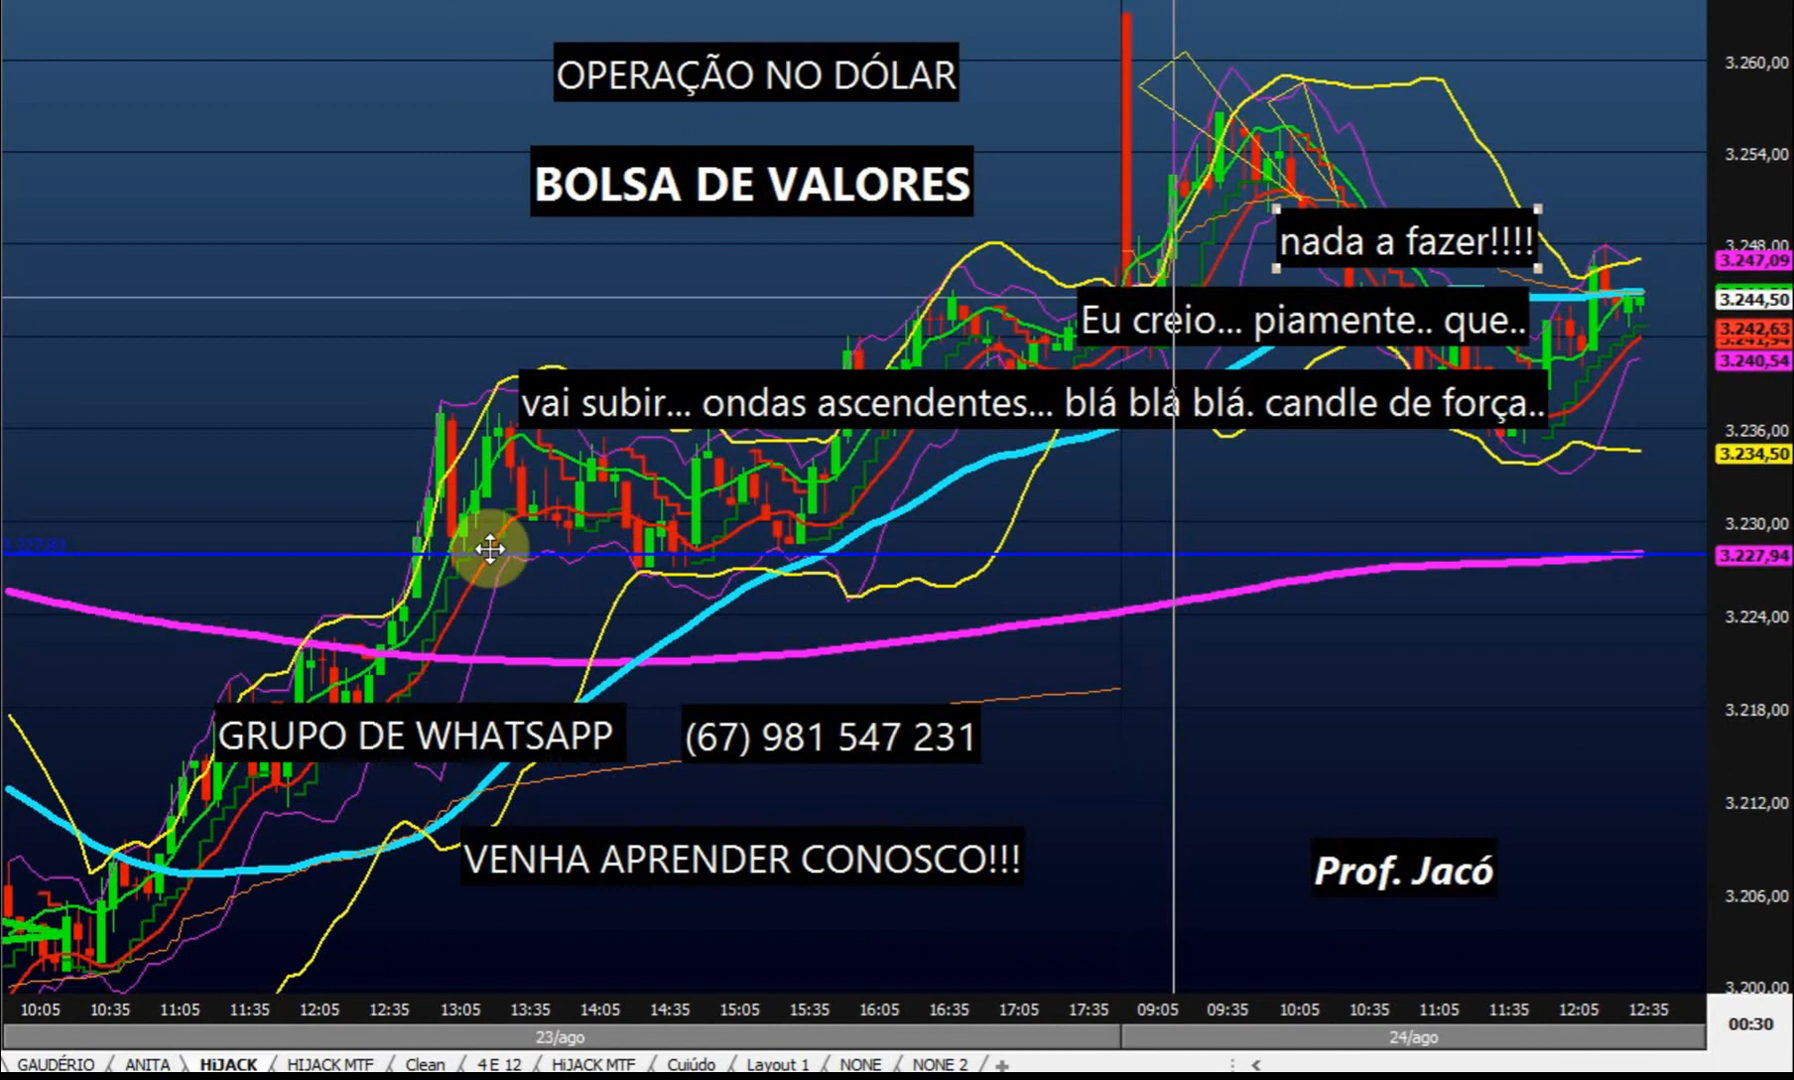 OPERAÇÃO NO DÓLAR
BOLSA DE VALORES
nada a fazer!!!!
Eu creio... piamente.. que..
vai subir... ondas ascendentes... blá blá blá. candle de força..
GRUPO DE WHATSAPP (67) 981 547 231
VENHA APRENDER CONOSCO!!!
Prof. Jacó
3.260,00
3.254,00
3.248,00
3.247,09
3.244,50
3.242,63
3.240,54
3.236,00
3.234,50
3.230,00
3.227,94
3.224,00
3.218,00
3.212,00
3.206,00
3.200,00
10:05 10:35 11:05 11:35 12:05 12:35 13:05 13:35 14:05 14:35 15:05 15:35 16:05 16:35 17:05 17:35 09:05 09:35 10:05 10:35 11:05 11:35 12:05 12:35
00:30
23/ago 24/ago
GAUDÉRIO ANITA HiJACK HIJACK MTF Clean 4 E 12 HiJACK MTF Cuiúdo Layout 1 NONE NONE 2